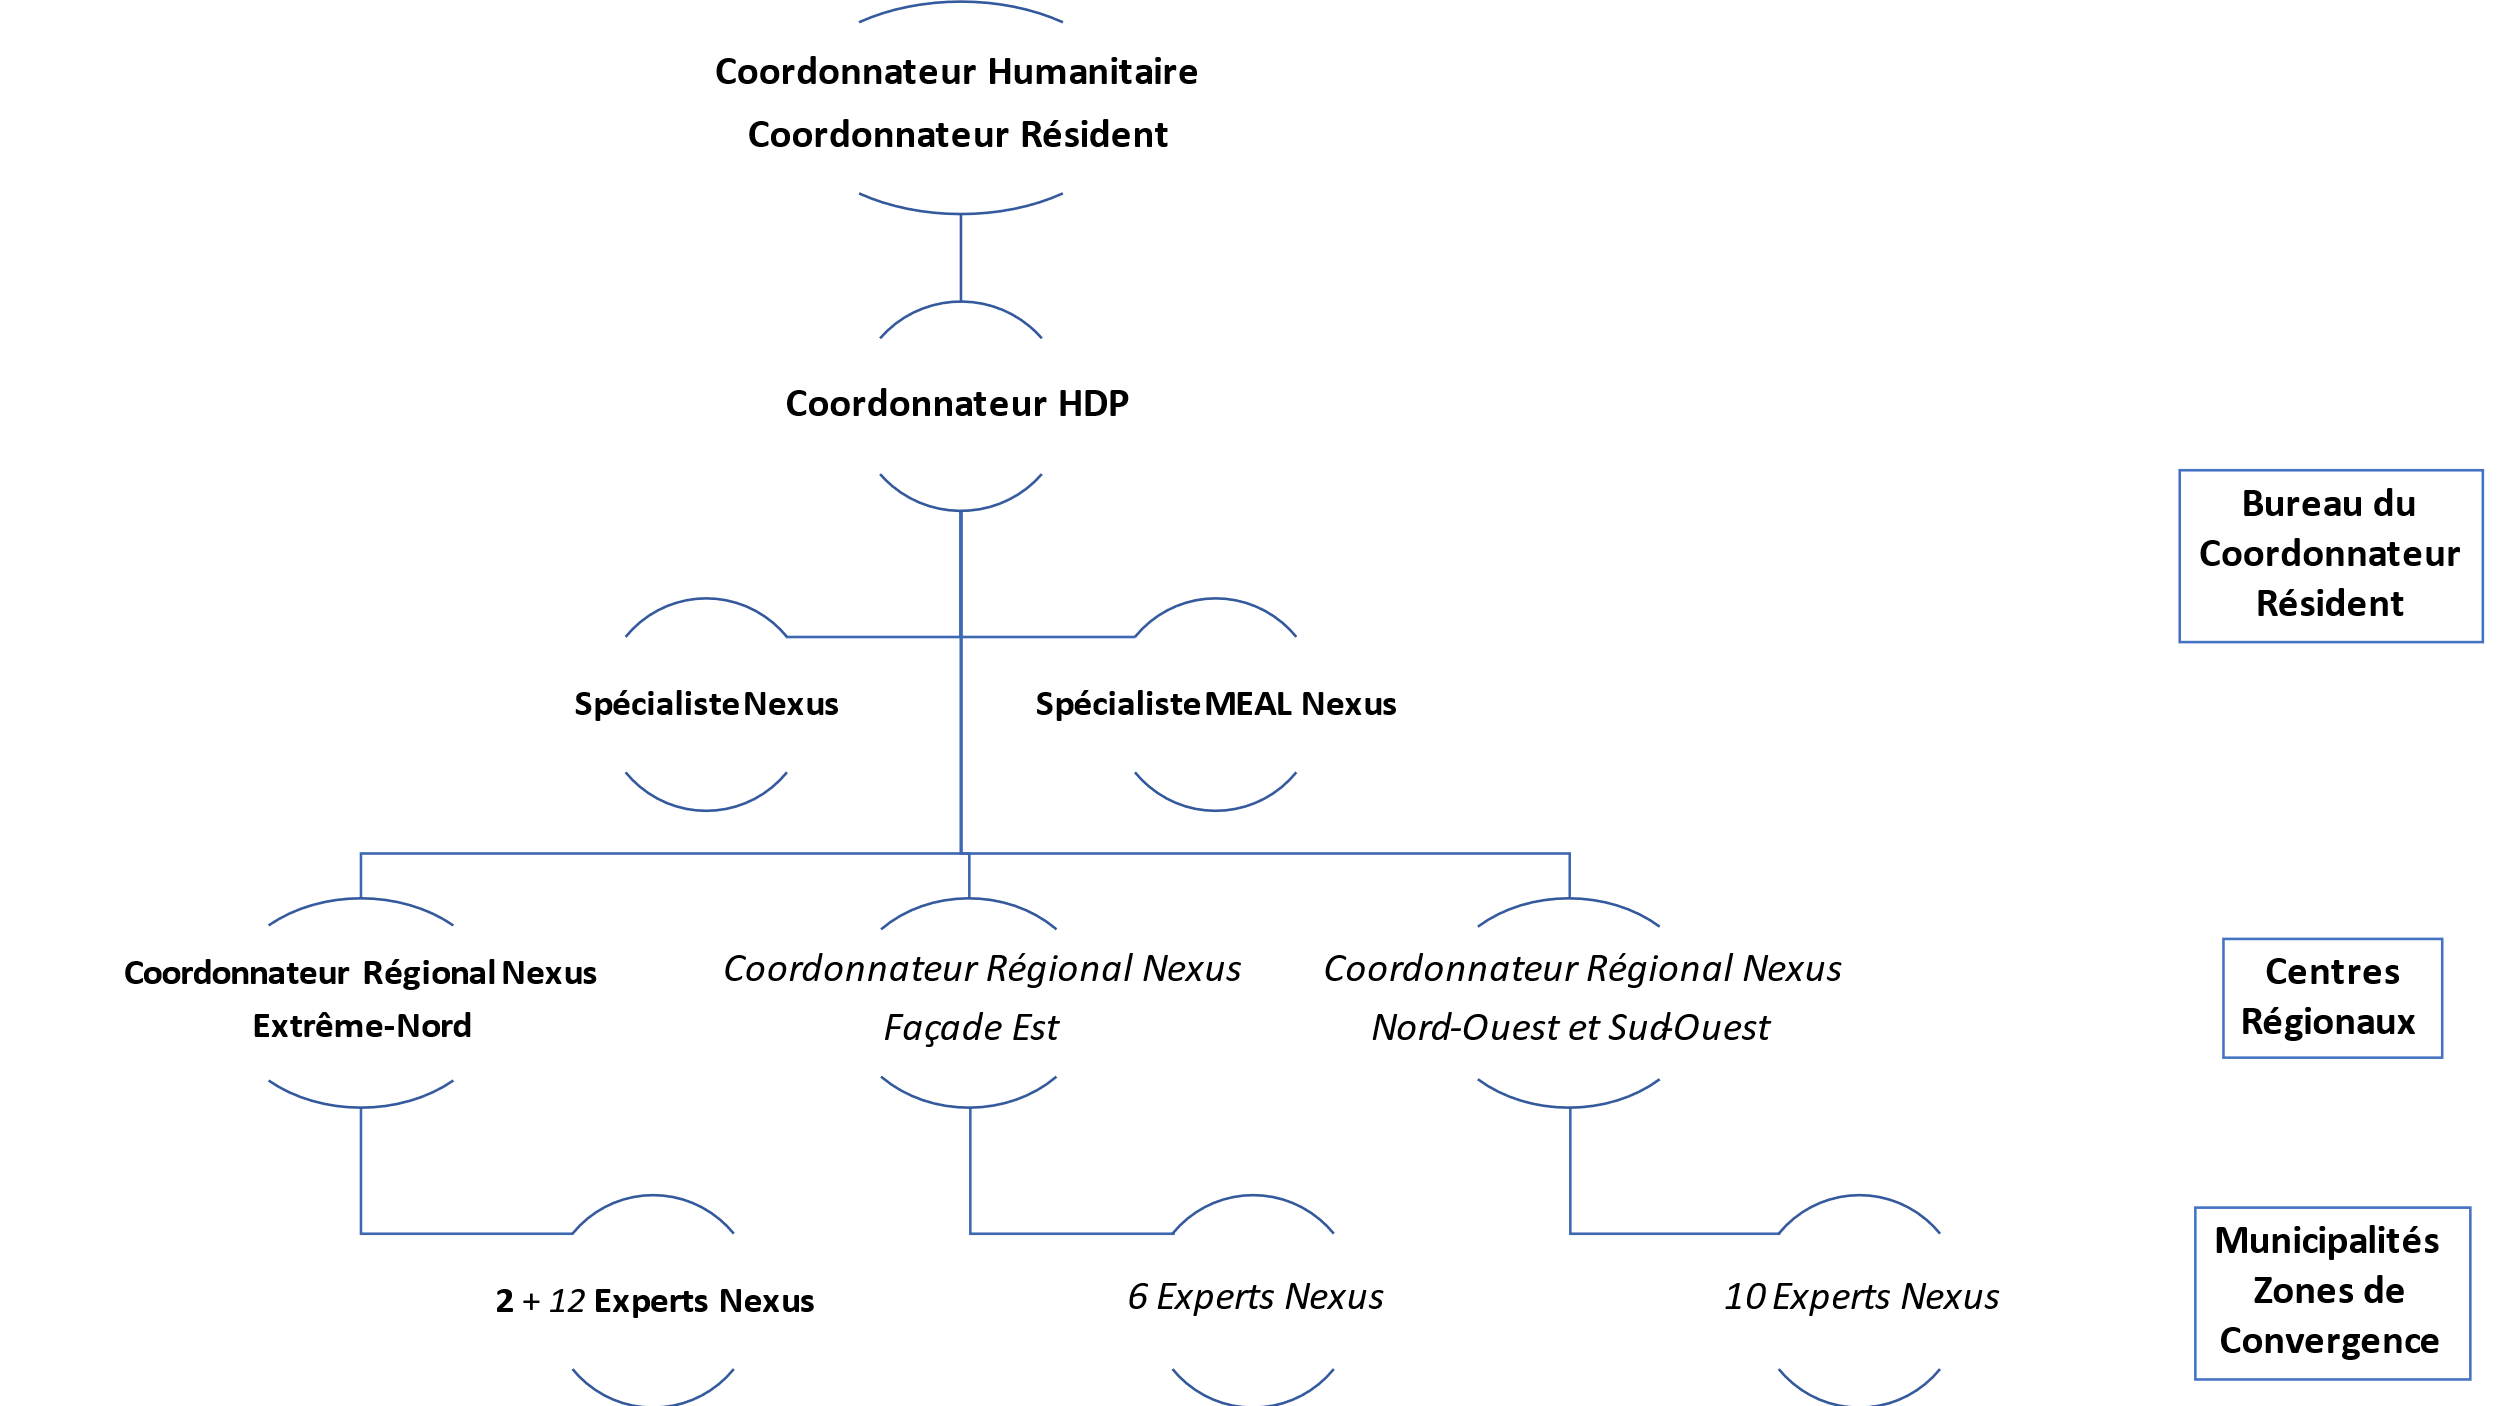 Coordonnateur Humanitaire
Coordonnateur Résident
Coordonnateur HDP
Bureau du
Coordonnateur
Résident
Spécialiste Nexus
Spécialiste MEAL Nexus
Coordonnateur Régional Nexus
Extrême-Nord
Coordonnateur Régional Nexus
Façade Est
Coordonnateur Régional Nexus
Nord-Ouest et Sud-Ouest
Centres
Régionaux
2 + 12 Experts Nexus
6 Experts Nexus
10 Experts Nexus
Municipalités
Zones de
Convergence